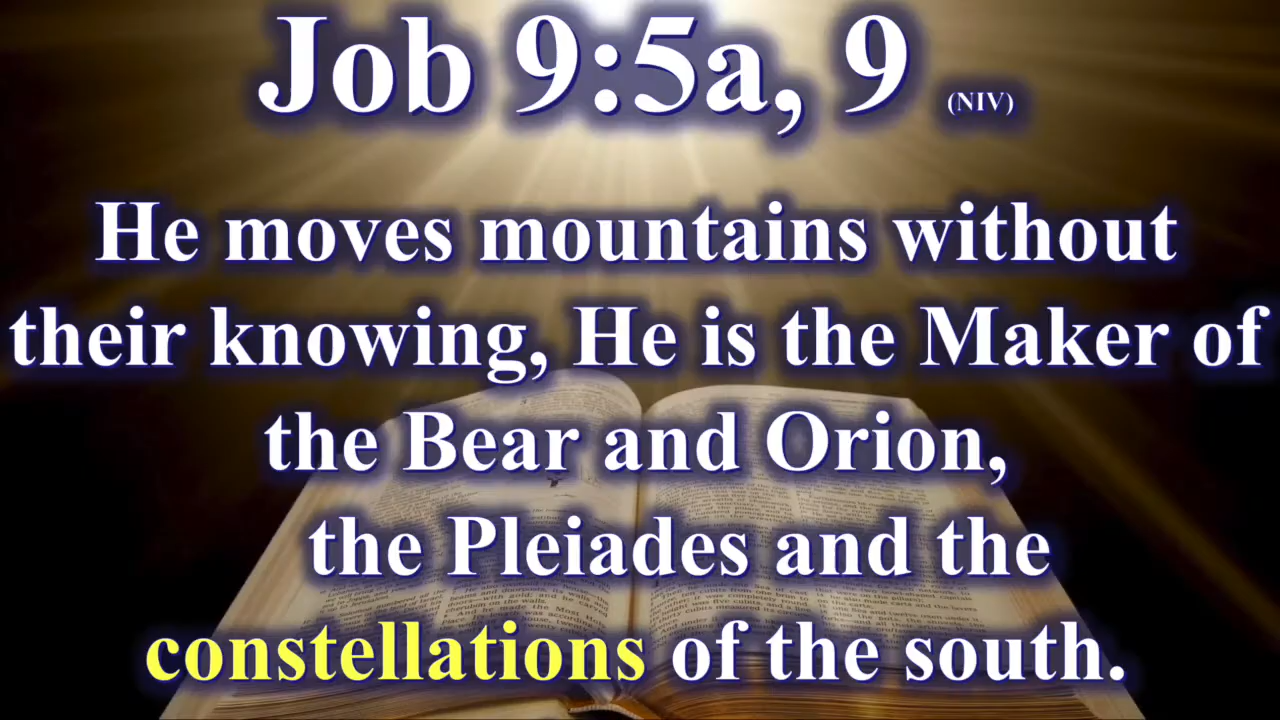 Job 9:5a, 9 (NIV)
He moves mountains without
their knowing, He is the Maker of
the Bear and Orion,
the Pleiades and the
constellations of the south.